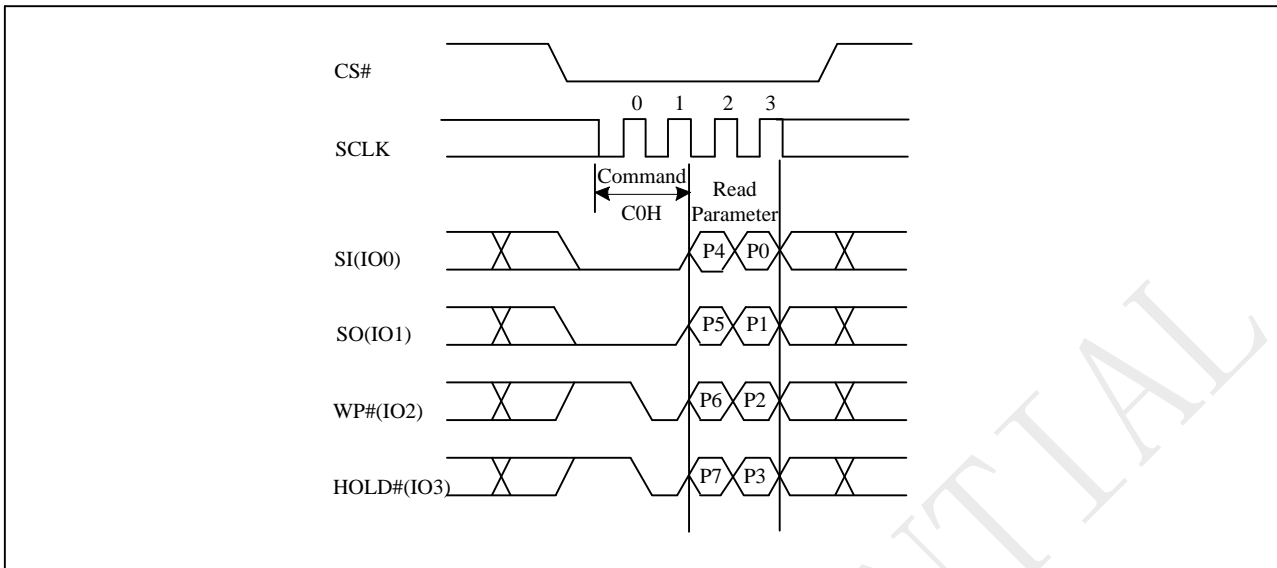 CS#
0 1 2 3
SCLK
Command
C0H
Read
Parameter
SI(IO0)
P4 P0
SO(IO1)
P5 P1
WP#(IO2)
P6 P2
HOLD#(IO3)
P7 P3
NTIAL